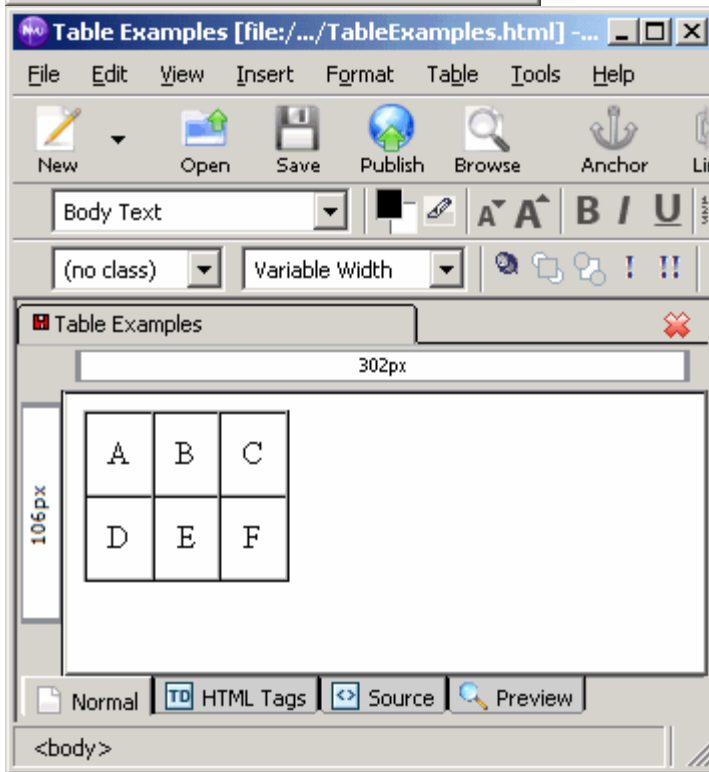 Table Examples [file:/.../TableExamples.html] -...
File Edit View Insert Format Table Tools Help
New Open Save Publish Browse Anchor
Body Text
B I U
(no class) Variable Width
Table Examples
302px
106px
A B C
D E F
Normal HTML Tags Source Preview
<body>